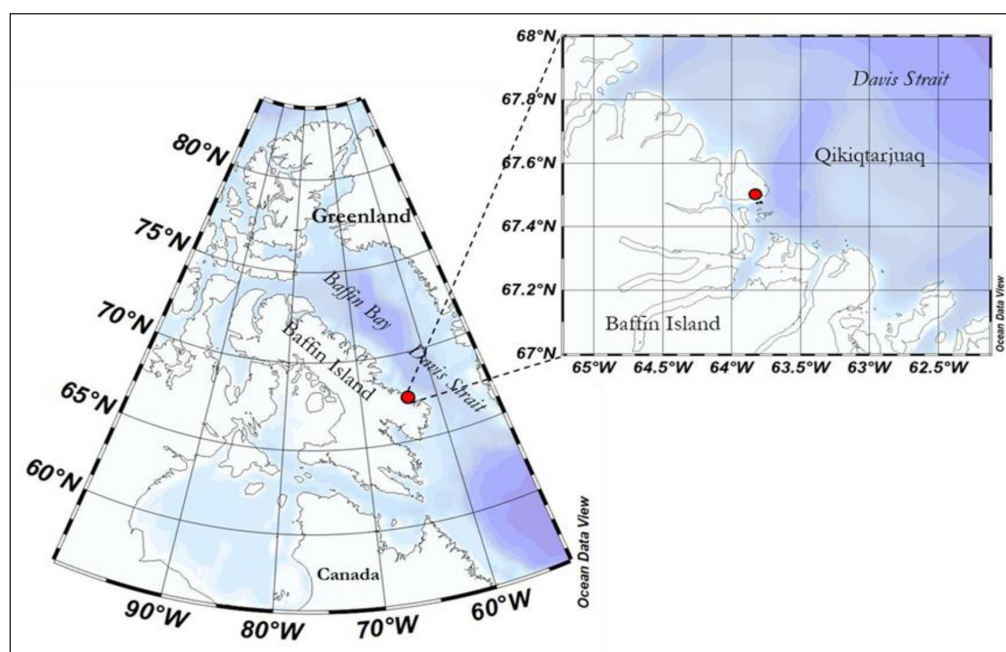 80°N
75°N
70°N
65°N
60°N
90°W
80°W
70°W
60°W
Greenland
Baffin Bay
Baffin Island
Davis Strait
Canada
Ocean Data View
68°N
67.8°N
67.6°N
67.4°N
67.2°N
67°N
65°W
64.5°W
64°W
63.5°W
63°W
62.5°W
Davis Strait
Qikiqtarjuaq
Baffin Island
Ocean Data View